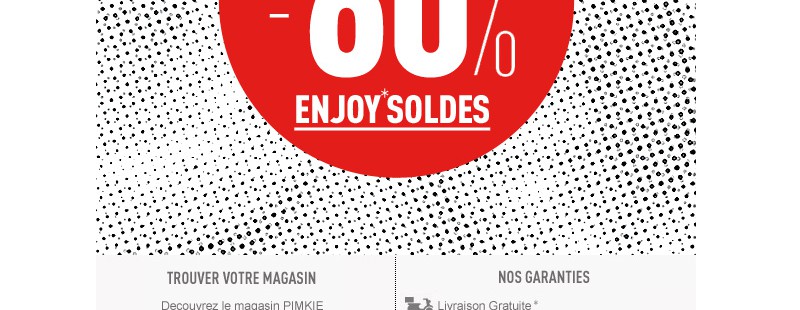 ENJOY*SOLDES
TROUVER VOTRE MAGASIN
Decouvrez le magasin PIMKIE
NOS GARANTIES
Livraison Gratuite*